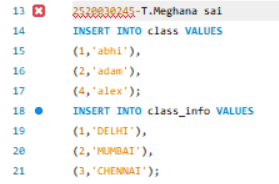 13 2520030245-T.Meghana sai
14 INSERT INTO class VALUES
15 (1,'abhi'),
16 (2,'adam'),
17 (4,'alex');
18 INSERT INTO class_info VALUES
19 (1,'DELHI'),
20 (2,'MUMBAI'),
21 (3,'CHENNAI');